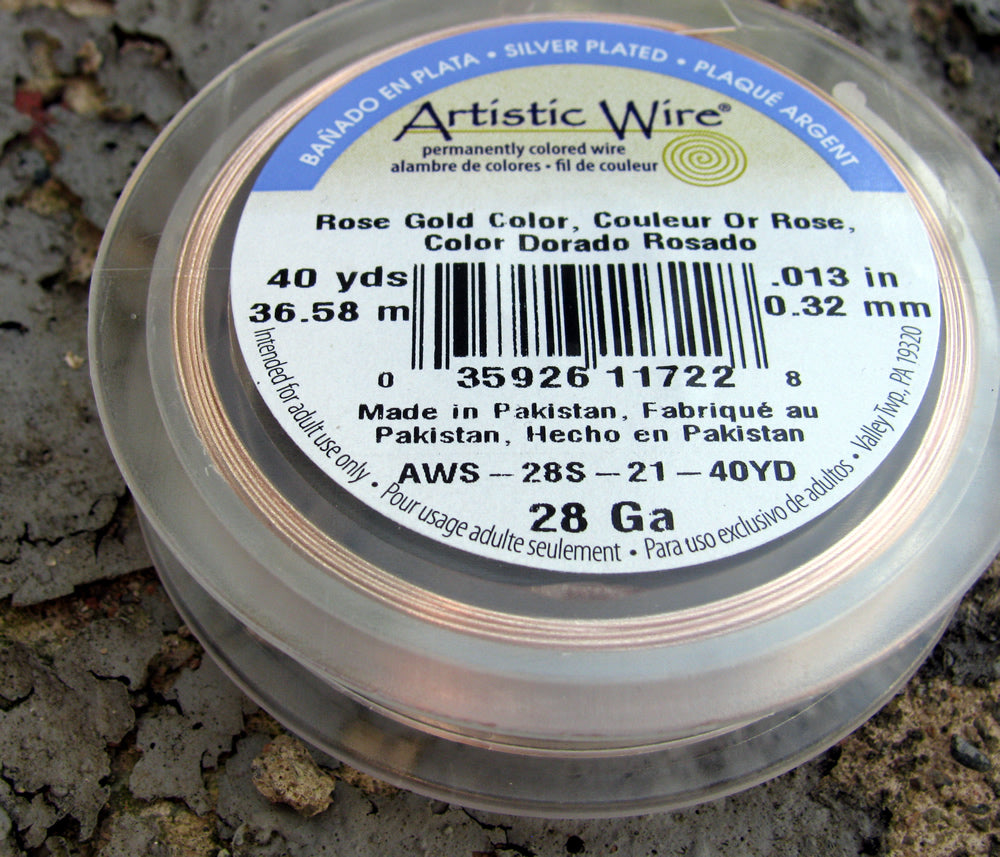 BAÑADO EN PLATA • SILVER PLATED • PLAQUÉ ARGENT
Artistic Wire®
permanently colored wire
alambre de colores • fil de couleur
Rose Gold Color, Couleur Or Rose,
Color Dorado Rosado
40 yds
36.58 m
.013 in
0.32 mm
0 35926 11722 8
Made in Pakistan, Fabriqué au
Pakistan, Hecho en Pakistan
AWS-28S-21-40YD
28 Ga
Intended for adult use only • Pour usage adulte seulement • Para uso exclusivo de adultos • Valley Twp, PA 19320